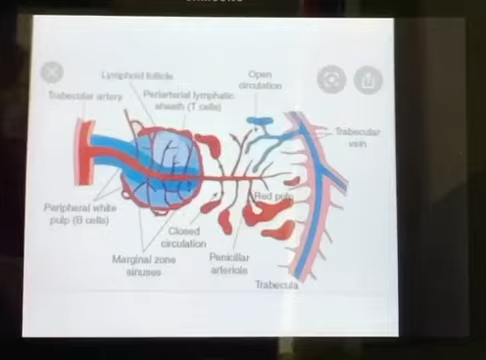 Lymphoid follicle
Open
circulation
Trabecular artery
Periarterial lymphatic
sheath (T cells)
Trabecular
vein
Red pulp
Peripheral white
pulp (B cells)
Closed
circulation
Marginal zone
sinuses
Penicillar
arteriole
Trabecula